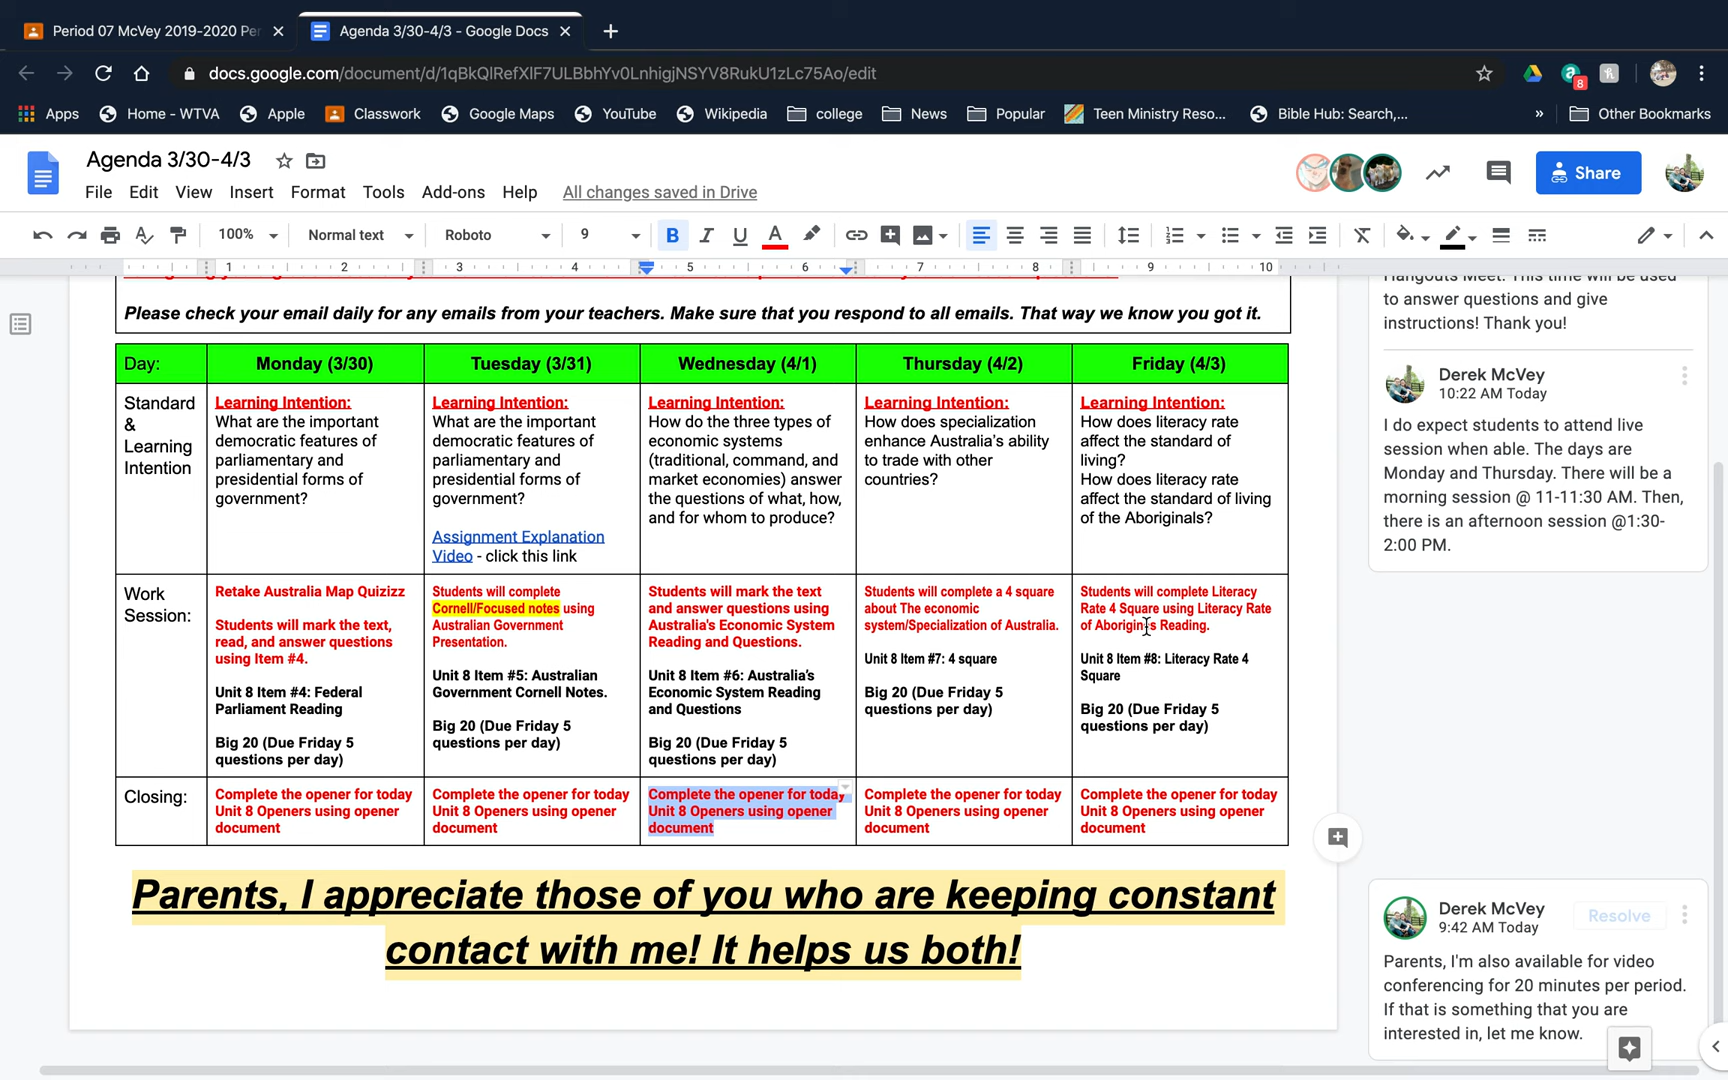 Period 07 McVey 2019-2020 Per
Agenda 3/30-4/3 - Google Docs
docs.google.com/document/d/1qBkQlRefXlF7ULBbhYv0LnhigjNSYV8RukU1zLc75Ao/edit
8
Apps Home - WTVA Apple Classwork Google Maps YouTube Wikipedia college News Popular Teen Ministry Reso... Bible Hub: Search,... » Other Bookmarks
Agenda 3/30-4/3
File Edit View Insert Format Tools Add-ons Help All changes saved in Drive
Share
100% Normal text Roboto 9 B I U A
1 2 3 4 5 6 7 8 9 10
Please check your email daily for any emails from your teachers. Make sure that you respond to all emails. That way we know you got it.
Day: Monday (3/30) Tuesday (3/31) Wednesday (4/1) Thursday (4/2) Friday (4/3)
Standard
&
Learning
Intention
Learning Intention:
What are the important
democratic features of
parliamentary and
presidential forms of
government?
Learning Intention:
What are the important
democratic features of
parliamentary and
presidential forms of
government?
Assignment Explanation
Video - click this link
Learning Intention:
How do the three types of
economic systems
(traditional, command, and
market economies) answer
the questions of what, how,
and for whom to produce?
Learning Intention:
How does specialization
enhance Australia's ability
to trade with other
countries?
Learning Intention:
How does literacy rate
affect the standard of
living?
How does literacy rate
affect the standard of living
of the Aboriginals?
Work
Session:
Retake Australia Map Quizizz
Students will mark the text,
read, and answer questions
using Item #4.
Unit 8 Item #4: Federal
Parliament Reading
Big 20 (Due Friday 5
questions per day)
Students will complete
Cornell/Focused notes using
Australian Government
Presentation.
Unit 8 Item #5: Australian
Government Cornell Notes.
Big 20 (Due Friday 5
questions per day)
Students will mark the text
and answer questions using
Australia's Economic System
Reading and Questions.
Unit 8 Item #6: Australia's
Economic System Reading
and Questions
Big 20 (Due Friday 5
questions per day)
Students will complete a 4 square
about The economic
system/Specialization of Australia.
Unit 8 Item #7: 4 square
Big 20 (Due Friday 5
questions per day)
Students will complete Literacy
Rate 4 Square using Literacy Rate
of Aborigines Reading.
Unit 8 Item #8: Literacy Rate 4
Square
Big 20 (Due Friday 5
questions per day)
Closing:
Complete the opener for today
Unit 8 Openers using opener
document
Complete the opener for today
Unit 8 Openers using opener
document
Complete the opener for today
Unit 8 Openers using opener
document
Complete the opener for today
Unit 8 Openers using opener
document
Complete the opener for today
Unit 8 Openers using opener
document
Parents, I appreciate those of you who are keeping constant
contact with me! It helps us both!
Hangouts Meet. This time will be used
to answer questions and give
instructions! Thank you!
Derek McVey
10:22 AM Today
I do expect students to attend live
session when able. The days are
Monday and Thursday. There will be a
morning session @ 11-11:30 AM. Then,
there is an afternoon session @1:30-
2:00 PM.
Derek McVey
9:42 AM Today
Resolve
Parents, I'm also available for video
conferencing for 20 minutes per period.
If that is something that you are
interested in, let me know.